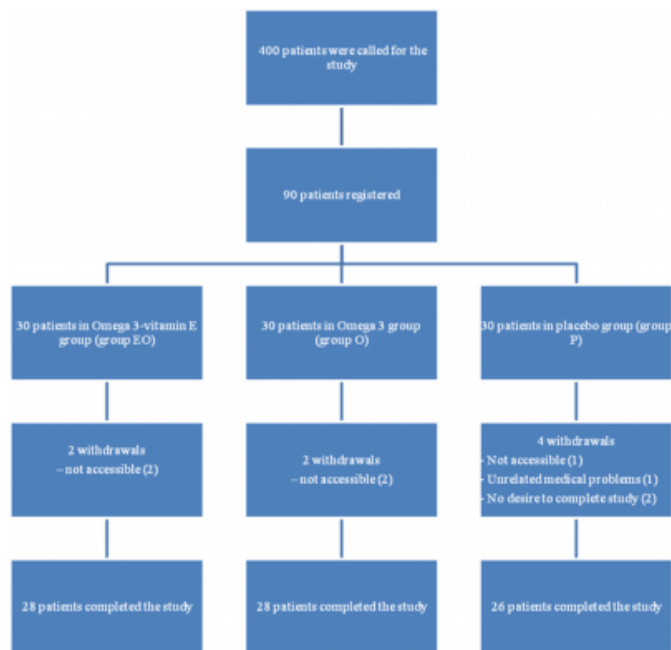 400 patients were called for the
study
90 patients registered
30 patients in Omega 3-vitamin E
group (group EO)
30 patients in Omega 3 group
(group O)
30 patients in placebo group (group
P)
2 withdrawals
– not accessible (2)
2 withdrawals
– not accessible (2)
4 withdrawals
- Not accessible (1)
- Unrelated medical problems (1)
- No desire to complete study (2)
28 patients completed the study
28 patients completed the study
26 patients completed the study